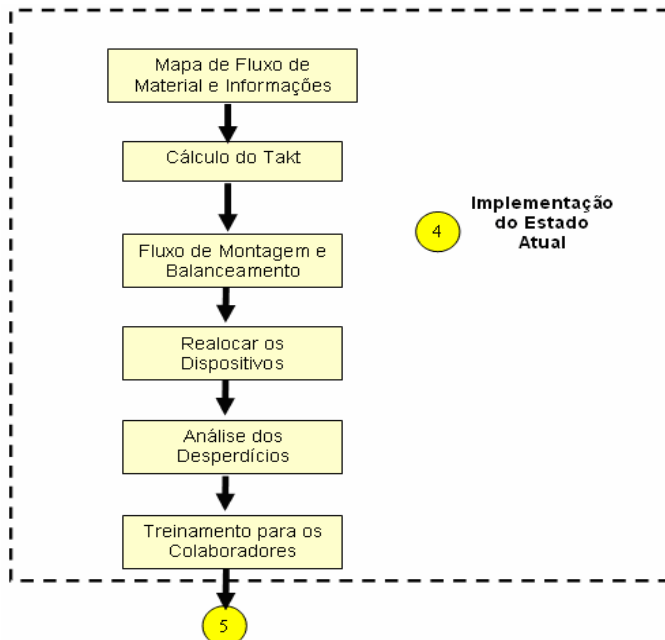 Mapa de Fluxo de
Material e Informações
Cálculo do Takt
4
Implementação
do Estado
Atual
Fluxo de Montagem e
Balanceamento
Realocar os
Dispositivos
Análise dos
Desperdícios
Treinamento para os
Colaboradores
5